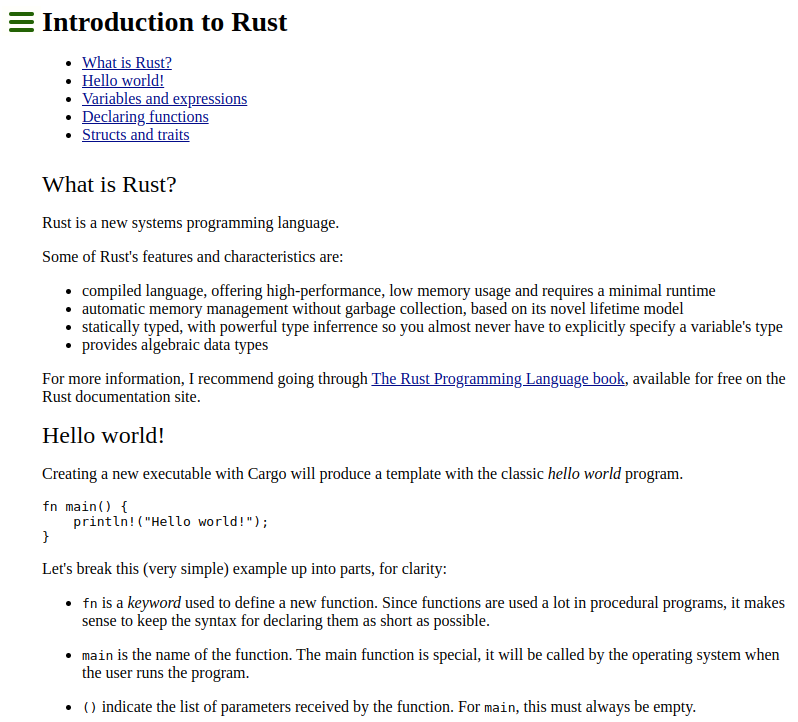 Introduction to Rust
What is Rust?
Hello world!
Variables and expressions
Declaring functions
Structs and traits
What is Rust?
Rust is a new systems programming language.
Some of Rust's features and characteristics are:
compiled language, offering high-performance, low memory usage and requires a minimal runtime
automatic memory management without garbage collection, based on its novel lifetime model
statically typed, with powerful type inferrence so you almost never have to explicitly specify a variable's type
provides algebraic data types
For more information, I recommend going through The Rust Programming Language book, available for free on the
Rust documentation site.
Hello world!
Creating a new executable with Cargo will produce a template with the classic hello world program.
fn main() {
    println!("Hello world!");
}
Let's break this (very simple) example up into parts, for clarity:
fn is a keyword used to define a new function. Since functions are used a lot in procedural programs, it makes
sense to keep the syntax for declaring them as short as possible.
main is the name of the function. The main function is special, it will be called by the operating system when
the user runs the program.
() indicate the list of parameters received by the function. For main, this must always be empty.